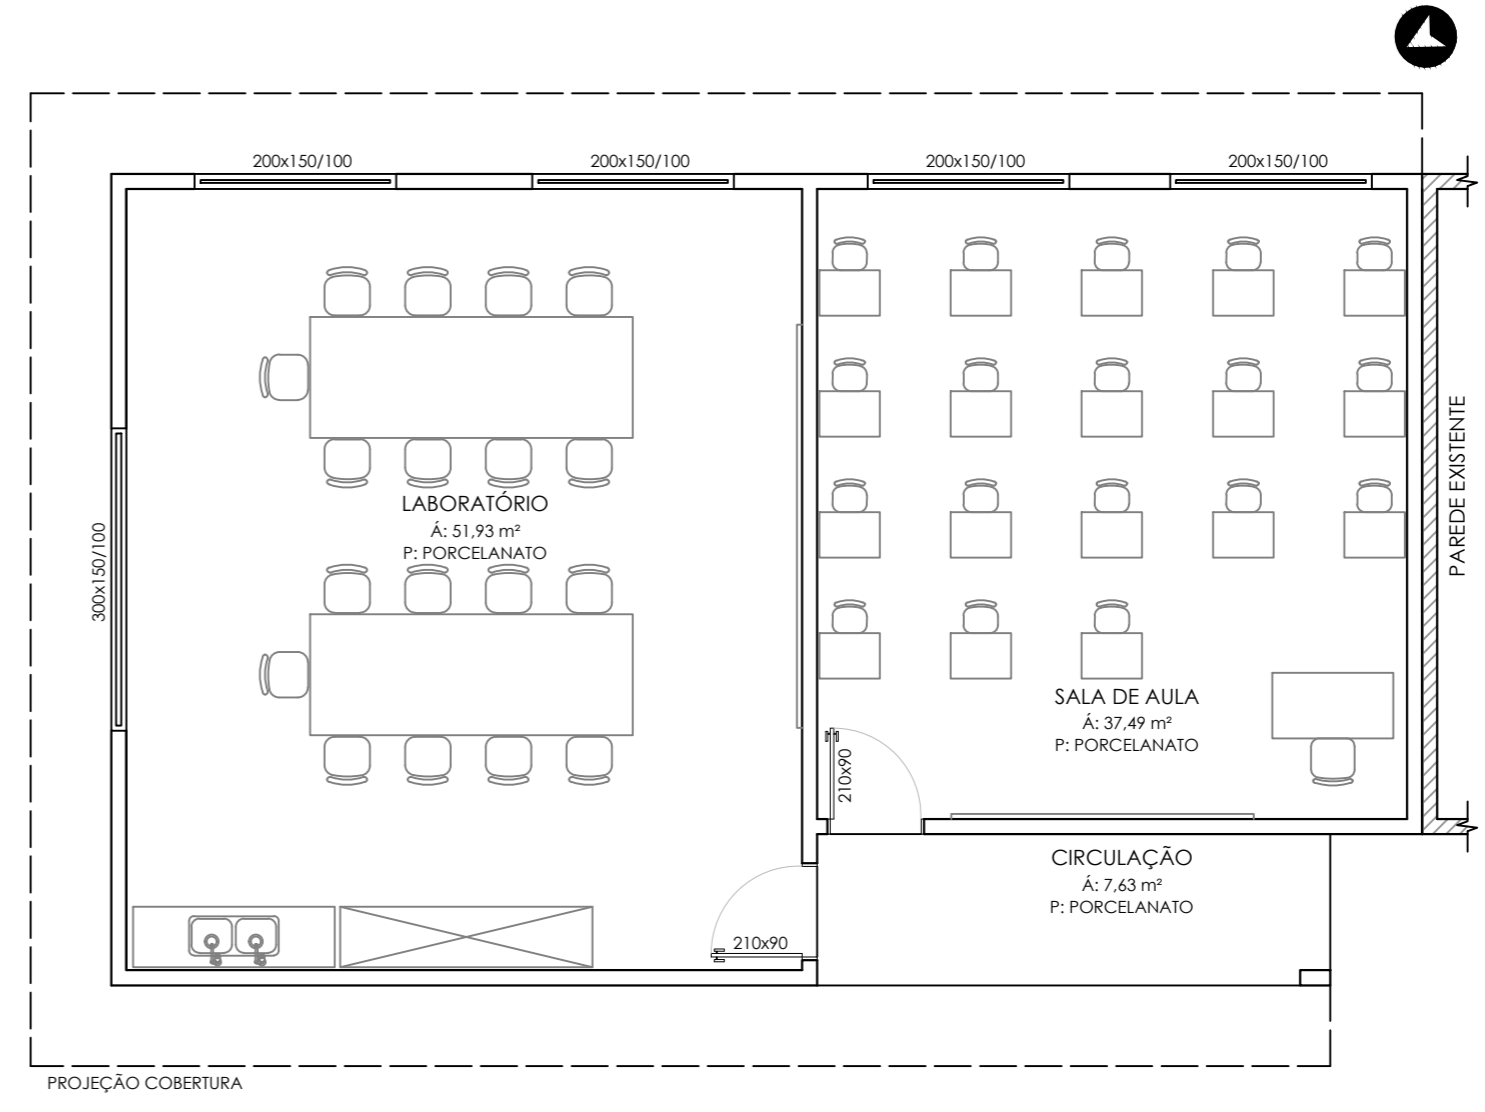 200x150/100
200x150/100
200x150/100
200x150/100
300x150/100
LABORATÓRIO
Á: 51,93 m²
P: PORCELANATO
PAREDE EXISTENTE
SALA DE AULA
Á: 37,49 m²
P: PORCELANATO
210x90
CIRCULAÇÃO
Á: 7,63 m²
P: PORCELANATO
210x90
PROJEÇÃO COBERTURA